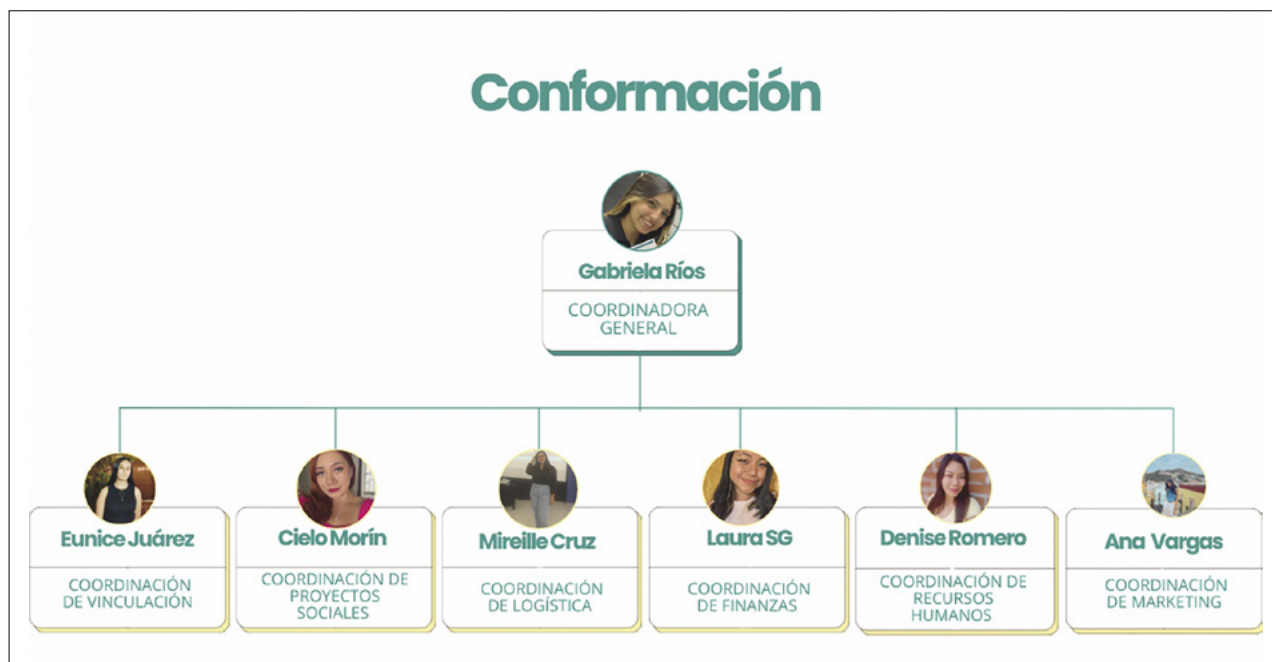 Conformación
Gabriela Ríos
COORDINADORA
GENERAL
Eunice Juárez
COORDINACIÓN
DE VINCULACIÓN
Cielo Morín
COORDINACIÓN DE
PROYECTOS
SOCIALES
Mireille Cruz
COORDINACIÓN
DE LOGÍSTICA
Laura SG
COORDINACIÓN
DE FINANZAS
Denise Romero
COORDINACIÓN DE
RECURSOS
HUMANOS
Ana Vargas
COORDINACIÓN
DE MARKETING